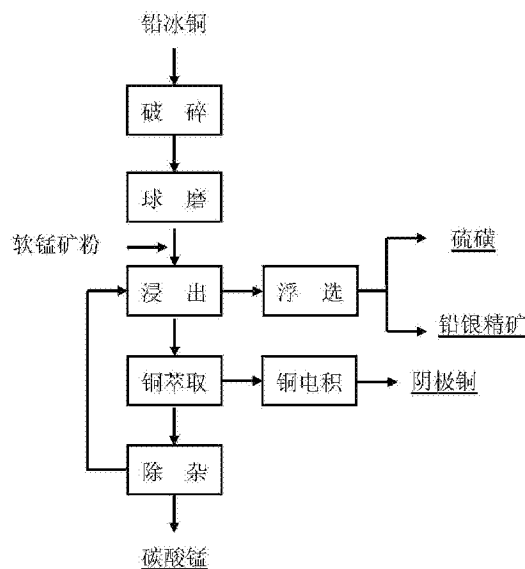 铅冰铜
破碎
球磨
软锰矿粉
硫磺
浸出
浮选
铅银精矿
铜萃取
铜电积
阴极铜
除杂
碳酸锰